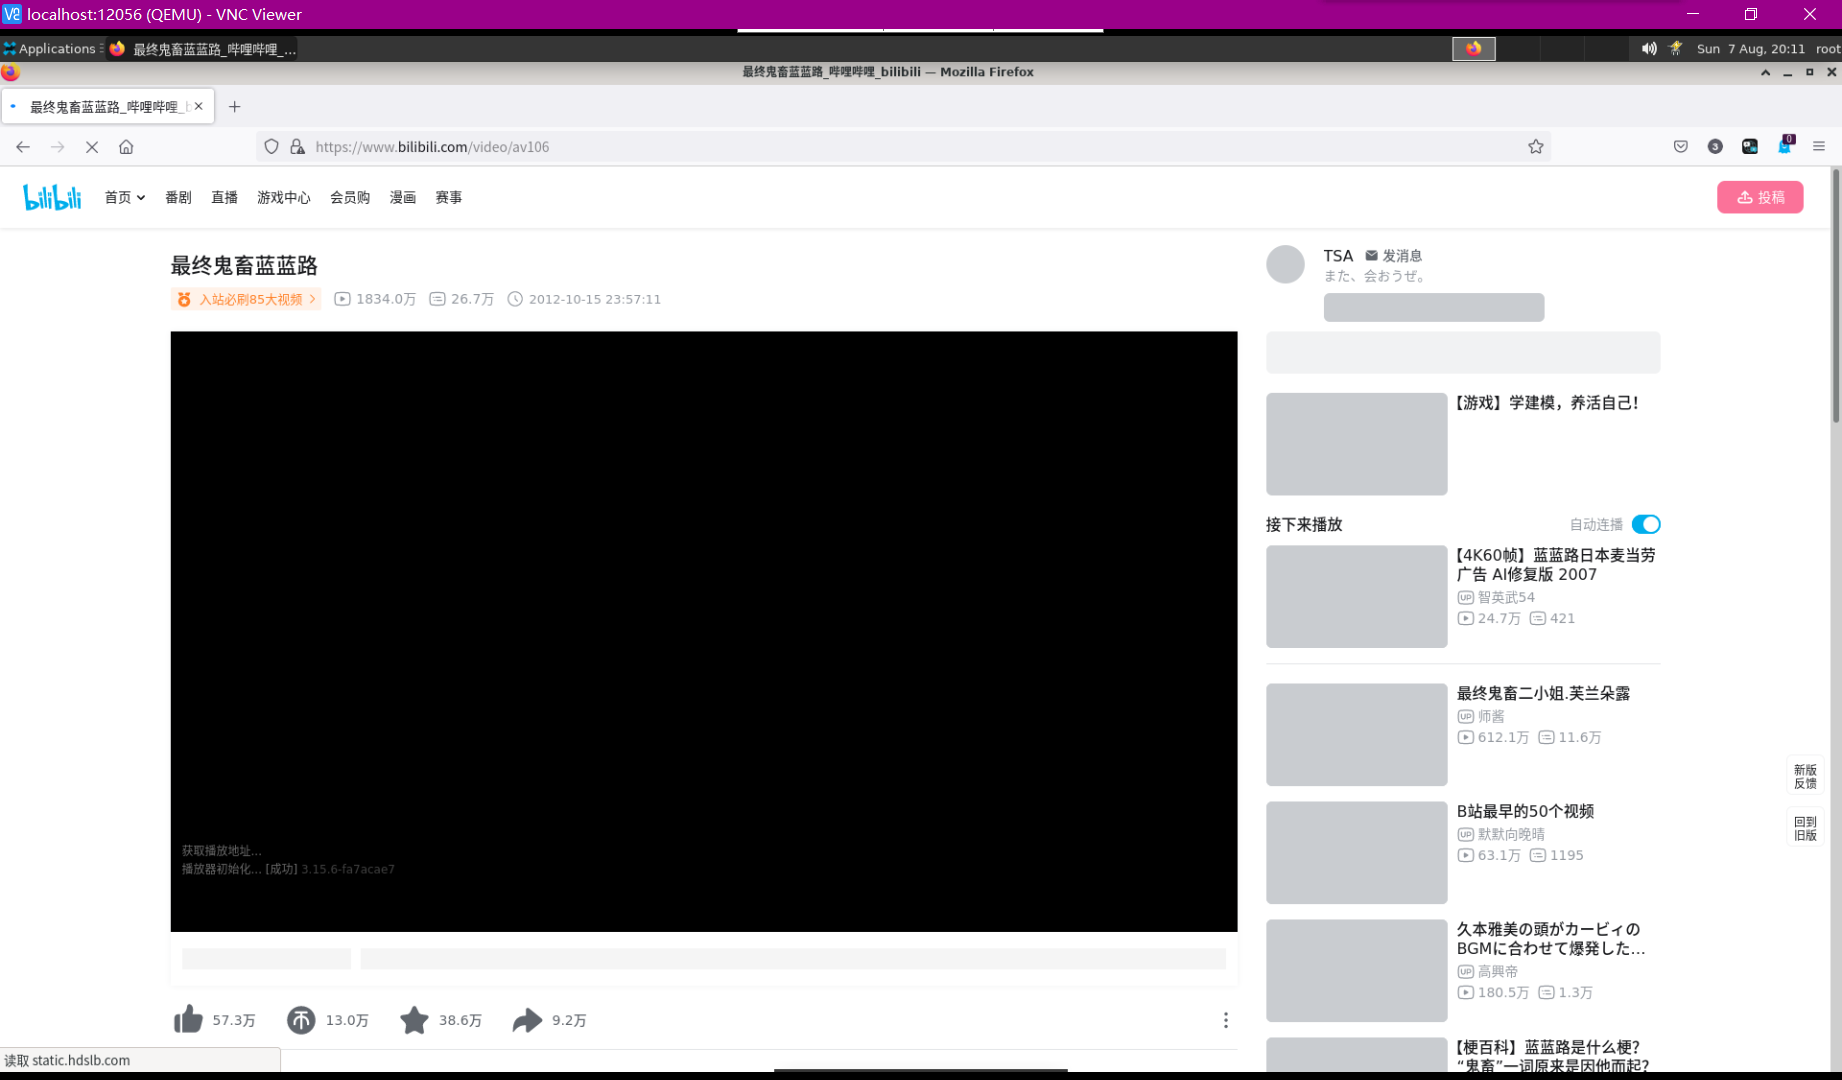 localhost:12056 (QEMU) - VNC Viewer
Applications
最终鬼畜蓝蓝路_哔哩哔哩_...
Sun 7 Aug, 20:11 root
最终鬼畜蓝蓝路_哔哩哔哩_bilibili — Mozilla Firefox
最终鬼畜蓝蓝路_哔哩哔哩_b
https://www.bilibili.com/video/av106
3
0
bilibili
首页
番剧
直播
游戏中心
会员购
漫画
赛事
投稿
最终鬼畜蓝蓝路
入站必刷85大视频
1834.0万
26.7万
2012-10-15 23:57:11
TSA
发消息
また、会おうぜ。
【游戏】学建模，养活自己！
接下来播放
自动连播
【4K60帧】蓝蓝路日本麦当劳
广告 AI修复版 2007
UP 智英武54
24.7万 421
最终鬼畜二小姐.芙兰朵露
UP 师酱
612.1万 11.6万
B站最早的50个视频
UP 默默向晚晴
63.1万 1195
久本雅美の頭がカービィの
BGMに合わせて爆発した...
UP 高興帝
180.5万 1.3万
【梗百科】蓝蓝路是什么梗？
“鬼畜”一词原来是因他而起？
新版
反馈
回到
旧版
获取播放地址...
播放器初始化... [成功] 3.15.6-fa7acae7
57.3万
13.0万
38.6万
9.2万
读取 static.hdslb.com